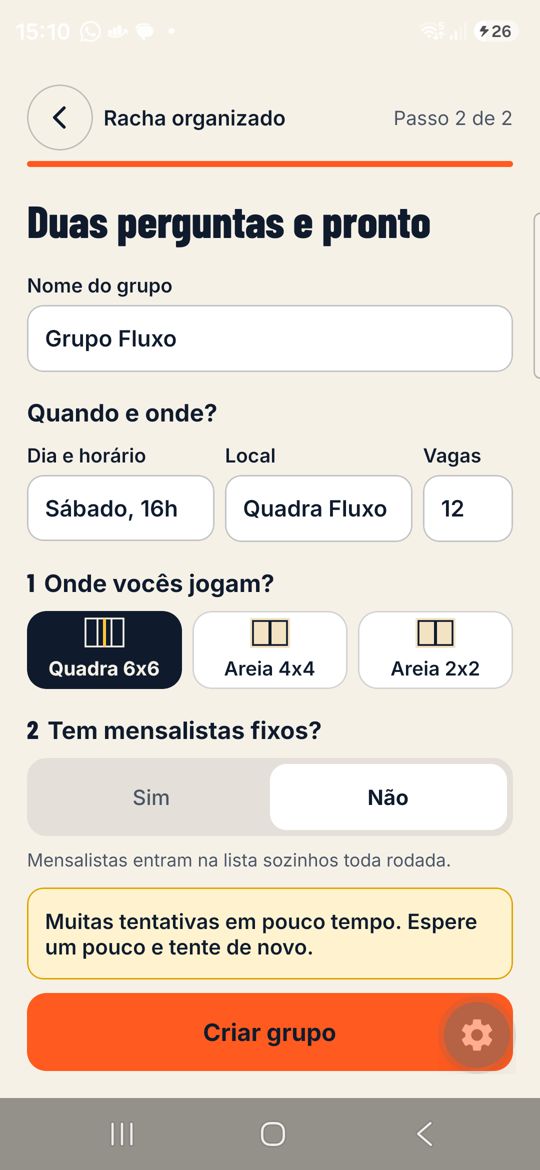 15:10
26
Racha organizado
Passo 2 de 2
Duas perguntas e pronto
Nome do grupo
Grupo Fluxo
Quando e onde?
Dia e horário Local Vagas
Sábado, 16h Quadra Fluxo 12
1 Onde vocês jogam?
Quadra 6x6 Areia 4x4 Areia 2x2
2 Tem mensalistas fixos?
Sim Não
Mensalistas entram na lista sozinhos toda rodada.
Muitas tentativas em pouco tempo. Espere
um pouco e tente de novo.
Criar grupo